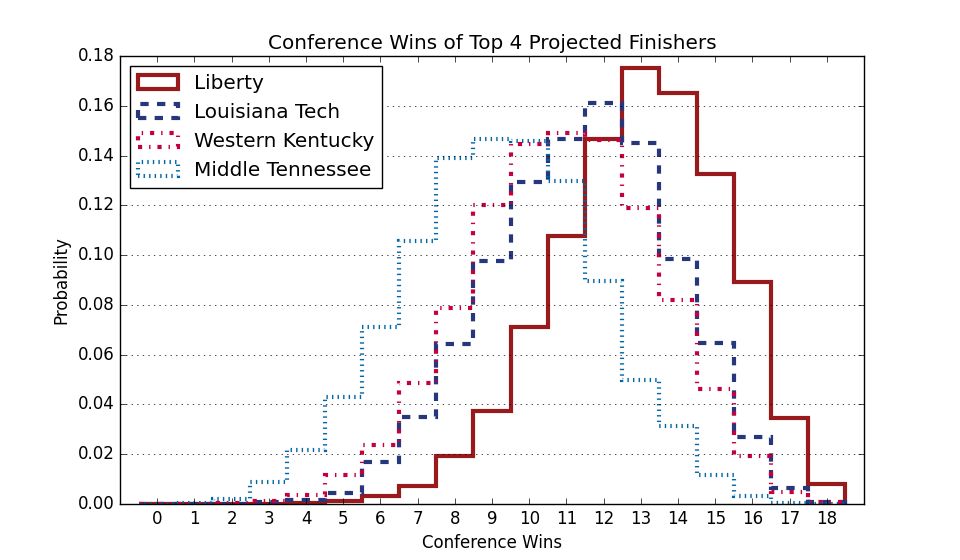 Conference Wins of Top 4 Projected Finishers
Liberty
Louisiana Tech
Western Kentucky
Middle Tennessee
Probability
0.18
0.16
0.14
0.12
0.10
0.08
0.06
0.04
0.02
0.00
0 1 2 3 4 5 6 7 8 9 10 11 12 13 14 15 16 17 18
Conference Wins